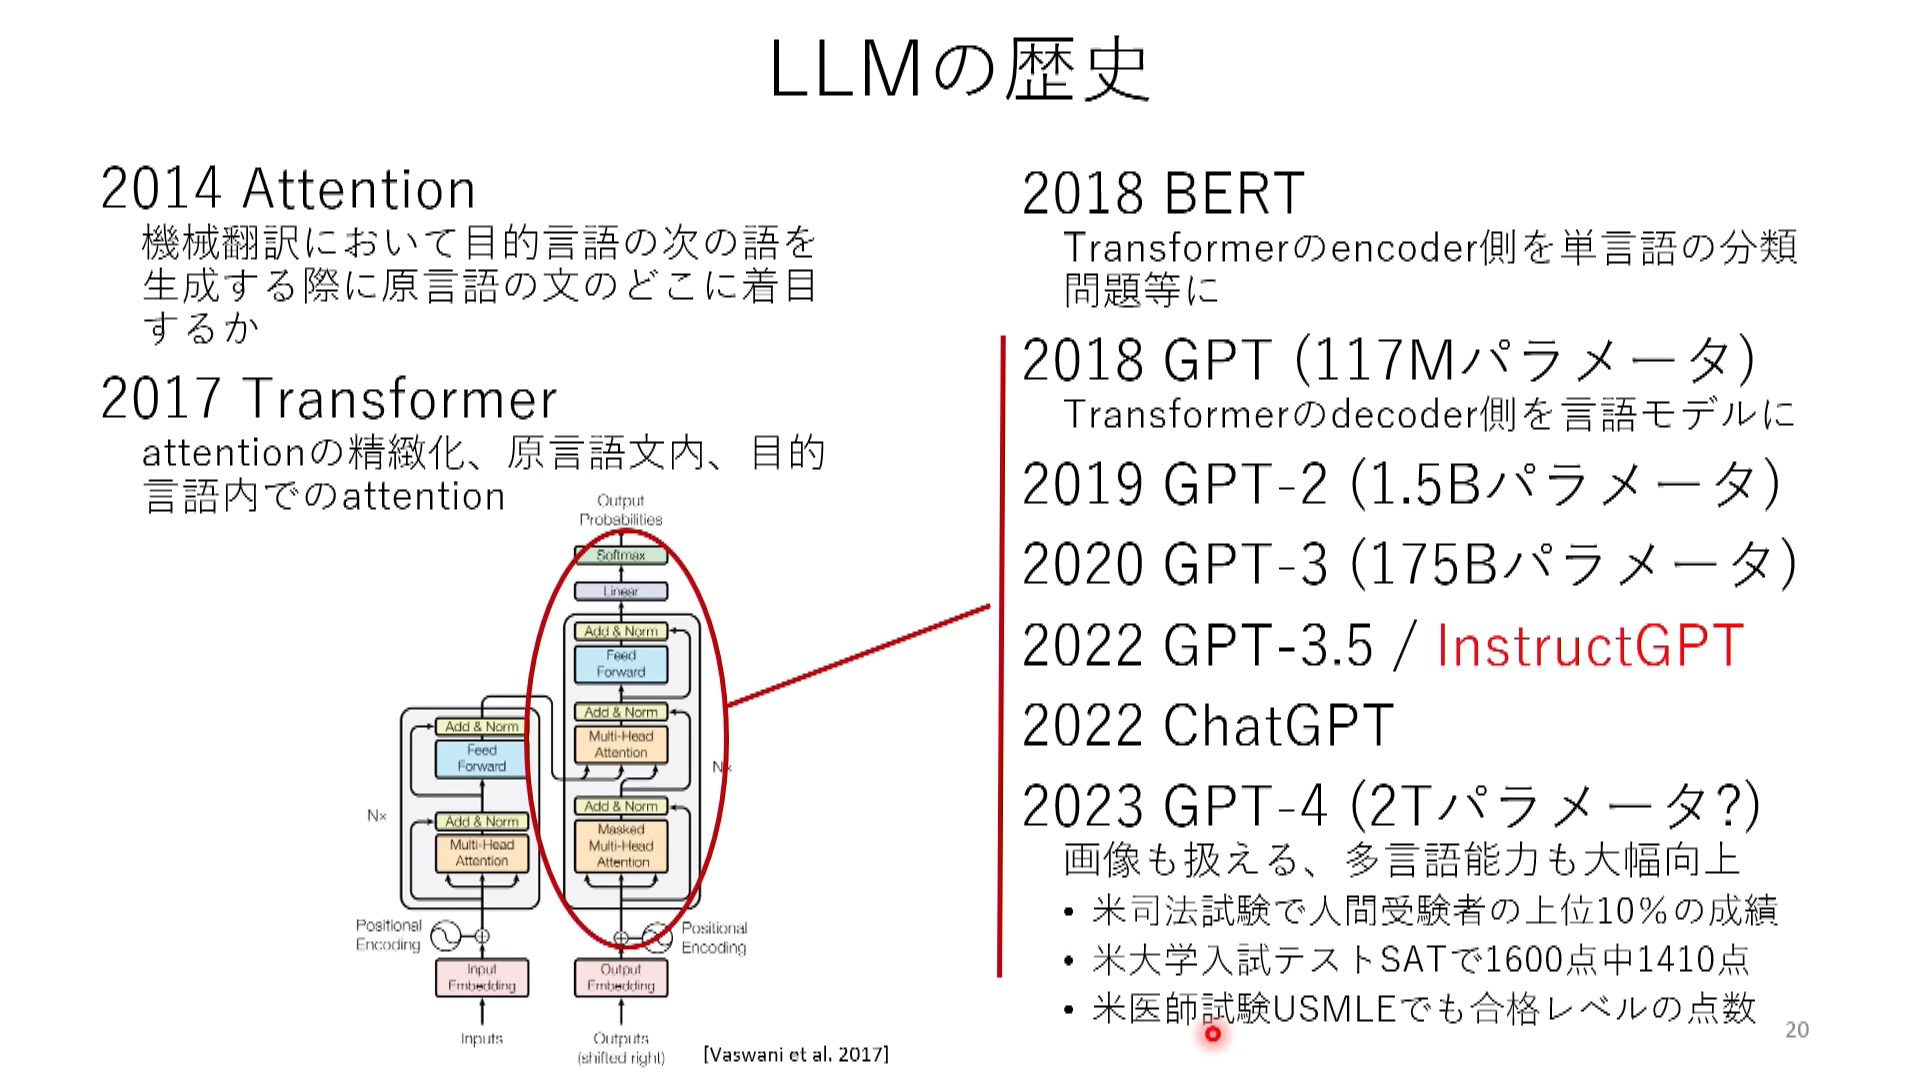 LLMの歴史
2014 Attention
機械翻訳において目的言語の次の語を
生成する際に原言語の文のどこに着目
するか
2017 Transformer
attentionの精緻化、原言語文内、目的
言語内でのattention
Output
Probabilities
Softmax
Linear
Add & Norm
Feed
Forward
Add & Norm
Multi-Head
Attention
Add & Norm
Masked
Multi-Head
Attention
Nx
Add & Norm
Feed
Forward
Add & Norm
Multi-Head
Attention
Nx
Positional
Encoding
Positional
Encoding
Input
Embedding
Output
Embedding
Inputs
Outputs
(shifted right)
[Vaswani et al. 2017]
2018 BERT
Transformerのencoder側を単言語の分類
問題等に
2018 GPT (117Mパラメータ)
Transformerのdecoder側を言語モデルに
2019 GPT-2 (1.5Bパラメータ)
2020 GPT-3 (175Bパラメータ)
2022 GPT-3.5 / InstructGPT
2022 ChatGPT
2023 GPT-4 (2Tパラメータ?)
画像も扱える、多言語能力も大幅向上
• 米司法試験で人間受験者の上位10%の成績
• 米大学入試テストSATで1600点中1410点
• 米医師試験USMLEでも合格レベルの点数
20